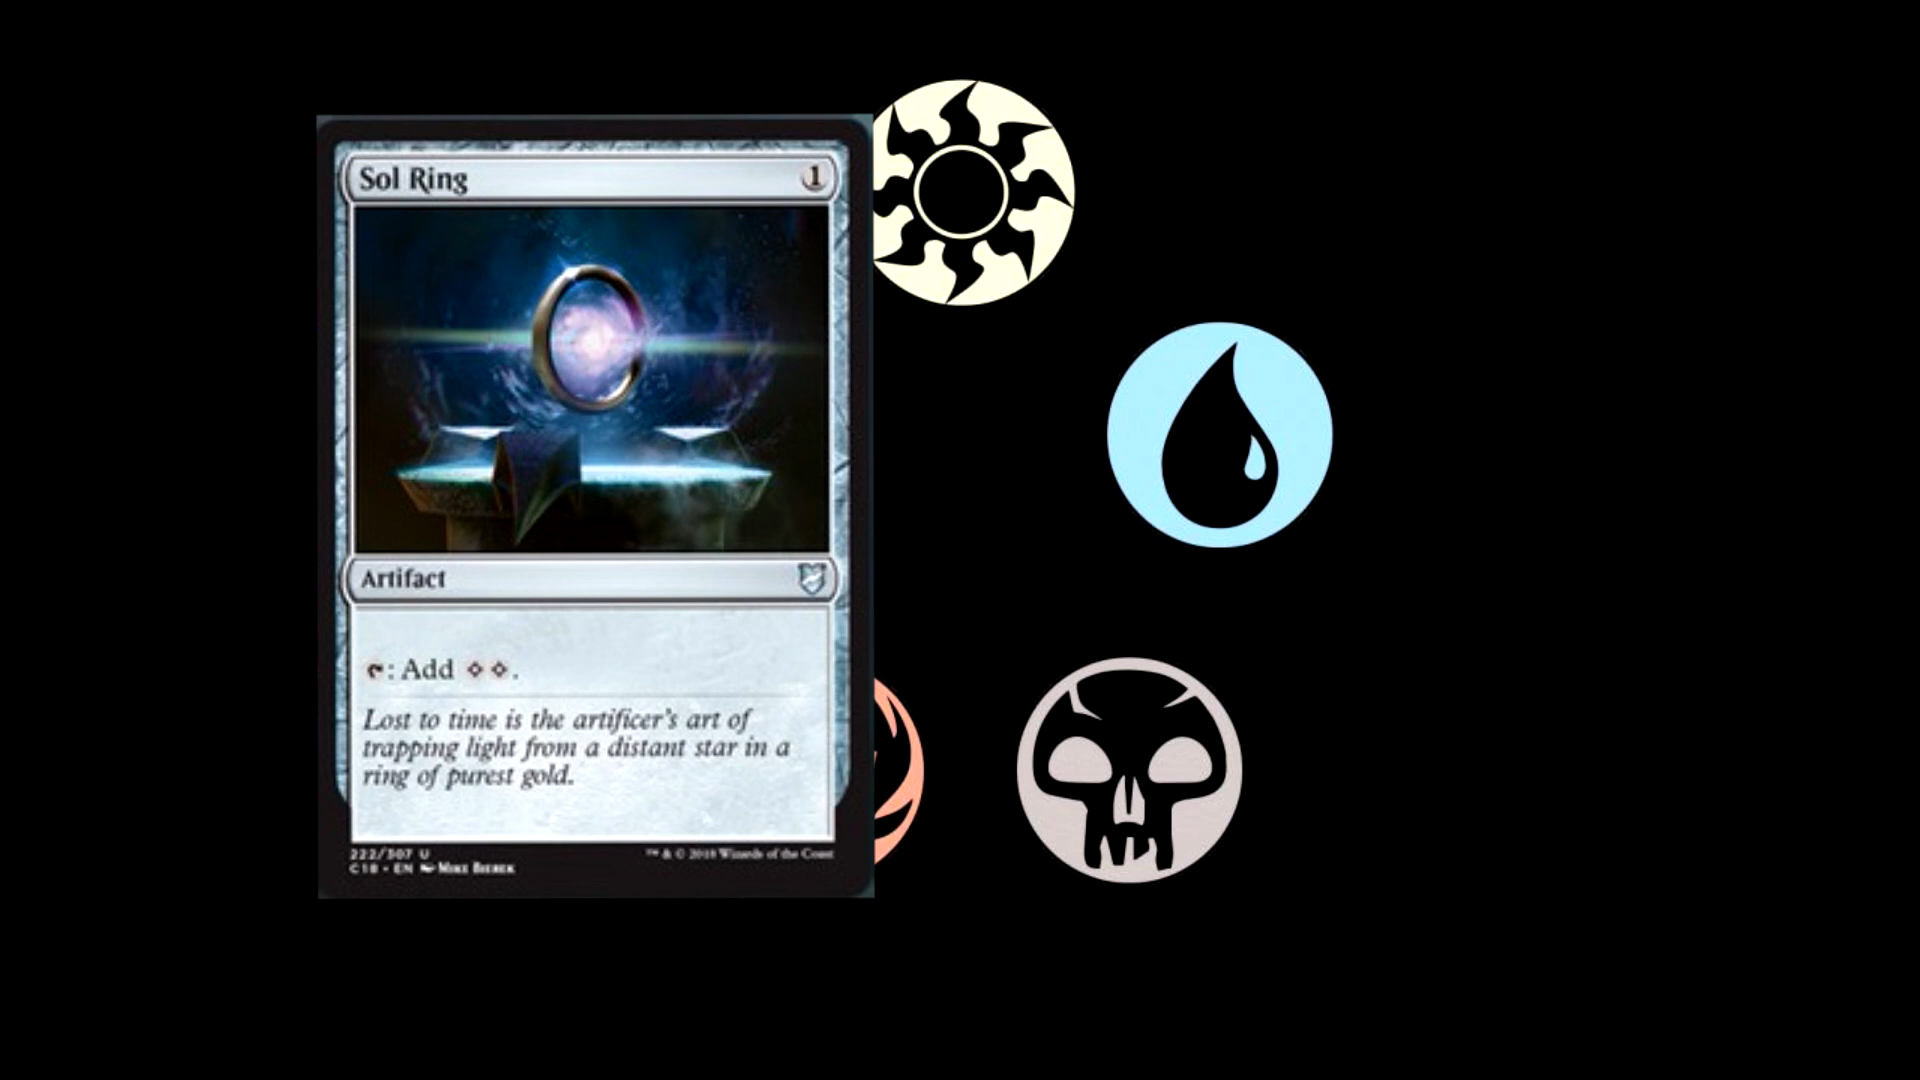 Sol Ring 1
Artifact
: Add .
Lost to time is the artificer's art of
trapping light from a distant star in a
ring of purest gold.
222/307 U
™ & © 2018 Wizards of the Coast
C18 • EN Mike Bierek